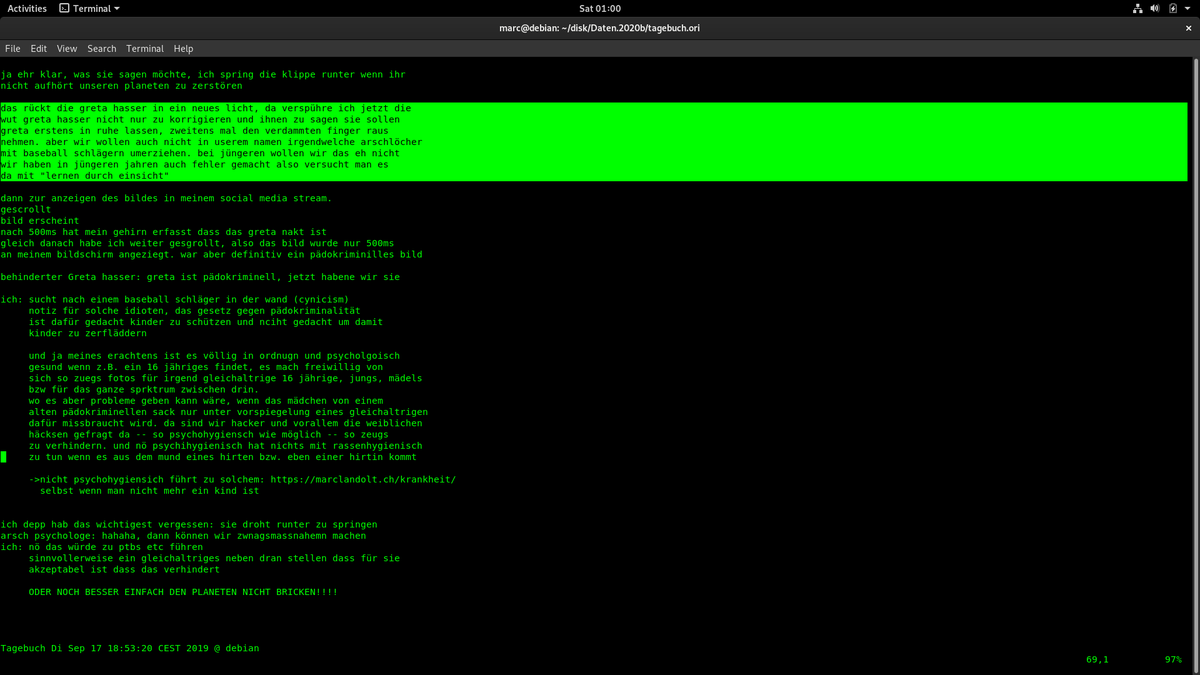 Activities Terminal Sat 01:00
marc@debian: ~/disk/Daten.2020b/tagebuch.ori ×
File Edit View Search Terminal Help
ja ehr klar, was sie sagen möchte, ich spring die klippe runter wenn ihr
nicht aufhört unseren planeten zu zerstören
das rückt die greta hasser in ein neues licht, da verspühre ich jetzt die
wut greta hasser nicht nur zu korrigieren und ihnen zu sagen sie sollen
greta erstens in ruhe lassen, zweitens mal den verdammten finger raus
nehmen. aber wir wollen auch nicht in userem namen irgendwelche arschlöcher
mit baseball schlägern umerziehen. bei jüngeren wollen wir das eh nicht
wir haben in jüngeren jahren auch fehler gemacht also versucht man es
da mit "lernen durch einsicht"
dann zur anzeigen des bildes in meinem social media stream.
gescrollt
bild erscheint
nach 500ms hat mein gehirn erfasst dass das greta nakt ist
gleich danach habe ich weiter gesgrollt, also das bild wurde nur 500ms
an meinem bildschirm angeziegt. war aber definitiv ein pädokriminilles bild
behinderter Greta hasser: greta ist pädokriminell, jetzt habene wir sie
ich: sucht nach einem baseball schläger in der wand (cynicism)
notiz für solche idioten, das gesetz gegen pädokriminalität
ist dafür gedacht kinder zu schützen und nciht gedacht um damit
kinder zu zerfläddern
und ja meines erachtens ist es völlig in ordnugn und psycholgoisch
gesund wenn z.B. ein 16 jähriges findet, es mach freiwillig von
sich so zuegs fotos für irgend gleichaltrige 16 jährige, jungs, mädels
bzw für das ganze sprktrum zwischen drin.
wo es aber probleme geben kann wäre, wenn das mädchen von einem
alten pädokriminellen sack nur unter vorspiegelung eines gleichaltrigen
dafür missbraucht wird. da sind wir hacker und vorallem die weiblichen
häcksen gefragt da -- so psychohygiensch wie möglich -- so zeugs
zu verhindern. und nö psychihygienisch hat nichts mit rassenhygienisch
zu tun wenn es aus dem mund eines hirten bzw. eben einer hirtin kommt
->nicht psychohygiensich führt zu solchem: https://marclandolt.ch/krankheit/
selbst wenn man nicht mehr ein kind ist
ich depp hab das wichtigest vergessen: sie droht runter zu springen
arsch psychologe: hahaha, dann können wir zwnagsmassnahemn machen
ich: nö das würde zu ptbs etc führen
sinnvollerweise ein gleichaltriges neben dran stellen dass für sie
akzeptabel ist dass das verhindert
ODER NOCH BESSER EINFACH DEN PLANETEN NICHT BRICKEN!!!!
Tagebuch Di Sep 17 18:53:20 CEST 2019 @ debian
69,1 97%